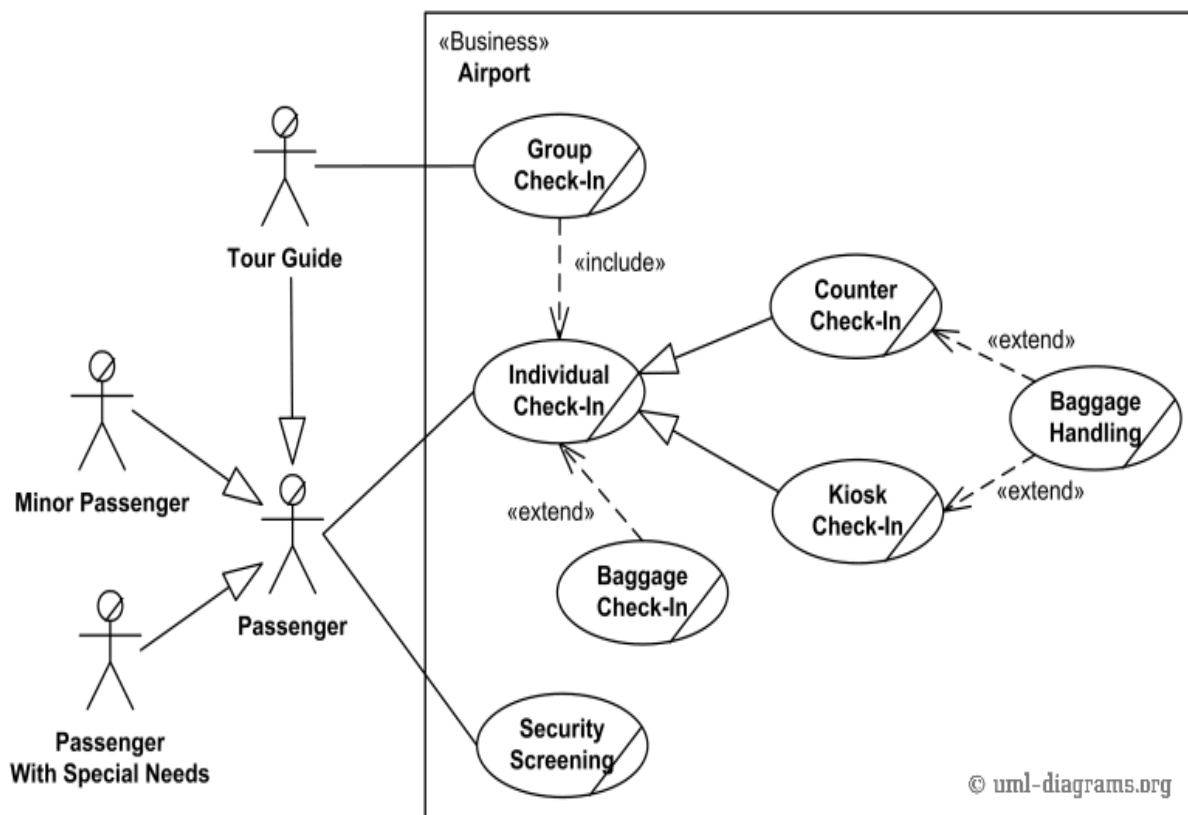 «Business»
Airport
Group
Check-In
Tour Guide
«include»
Counter
Check-In
«extend»
Individual
Check-In
Baggage
Handling
Minor Passenger
Kiosk
Check-In
«extend»
«extend»
Baggage
Check-In
Passenger
Security
Screening
Passenger
With Special Needs
© uml-diagrams.org